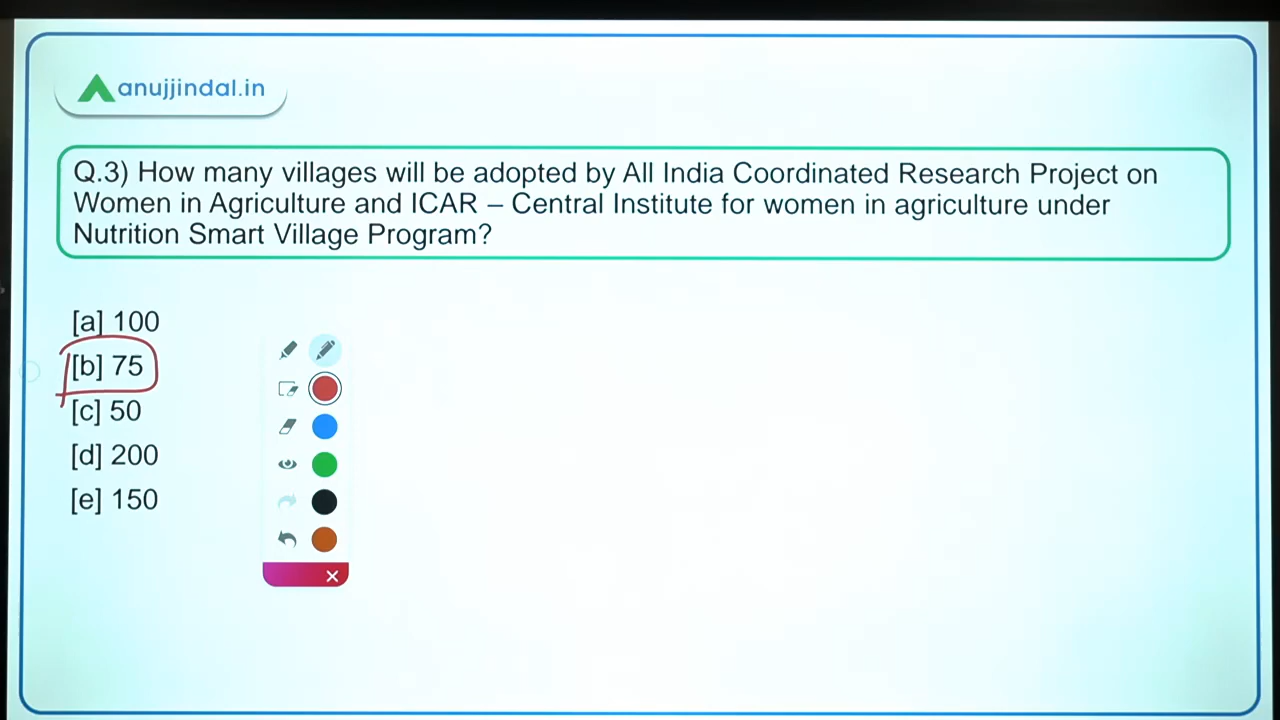 anujjindal.in
Q.3) How many villages will be adopted by All India Coordinated Research Project on
Women in Agriculture and ICAR – Central Institute for women in agriculture under
Nutrition Smart Village Program?
[a] 100
[b] 75
[c] 50
[d] 200
[e] 150